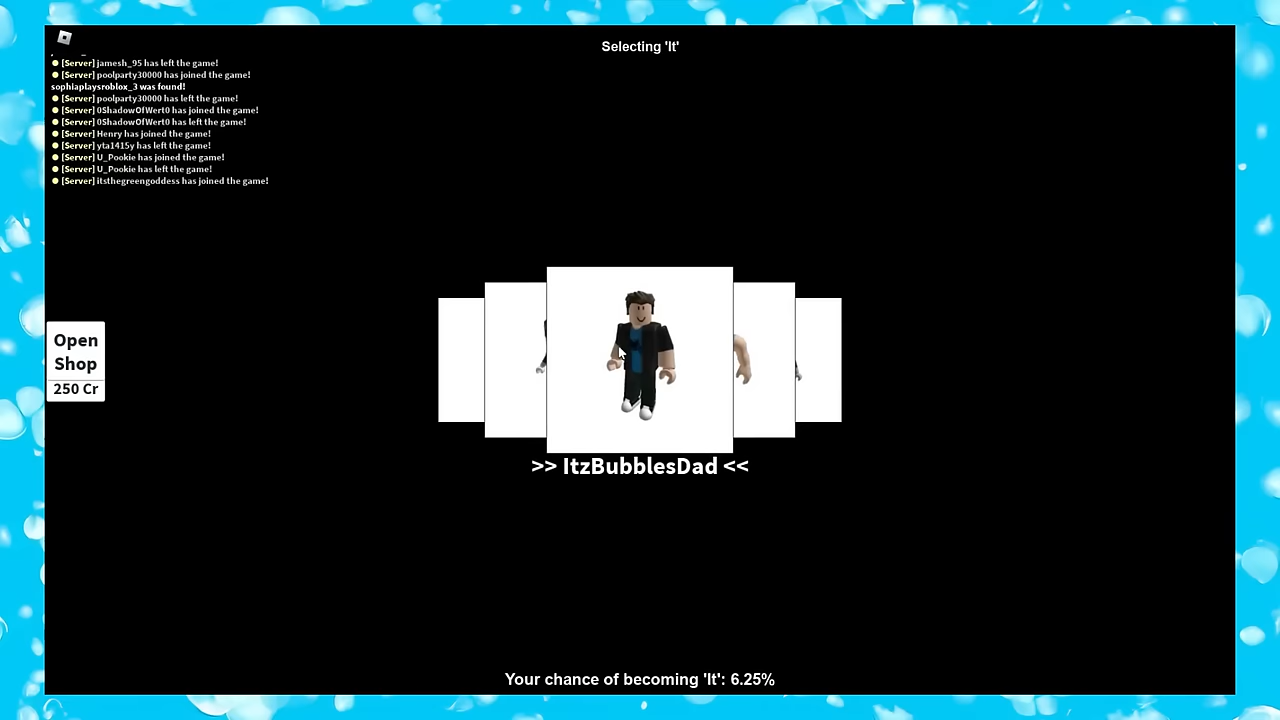 Selecting 'It'
[Server] jamesh_95 has left the game!
[Server] poolparty30000 has joined the game!
sophiaplaysroblox_3 was found!
[Server] poolparty30000 has left the game!
[Server] 0ShadowOfWert0 has joined the game!
[Server] 0ShadowOfWert0 has left the game!
[Server] Henry has joined the game!
[Server] yta1415y has left the game!
[Server] U_Pookie has joined the game!
[Server] U_Pookie has left the game!
[Server] itsthegreengoddess has joined the game!
Open
Shop
250 Cr
>> ItzBubblesDad <<
Your chance of becoming 'It': 6.25%